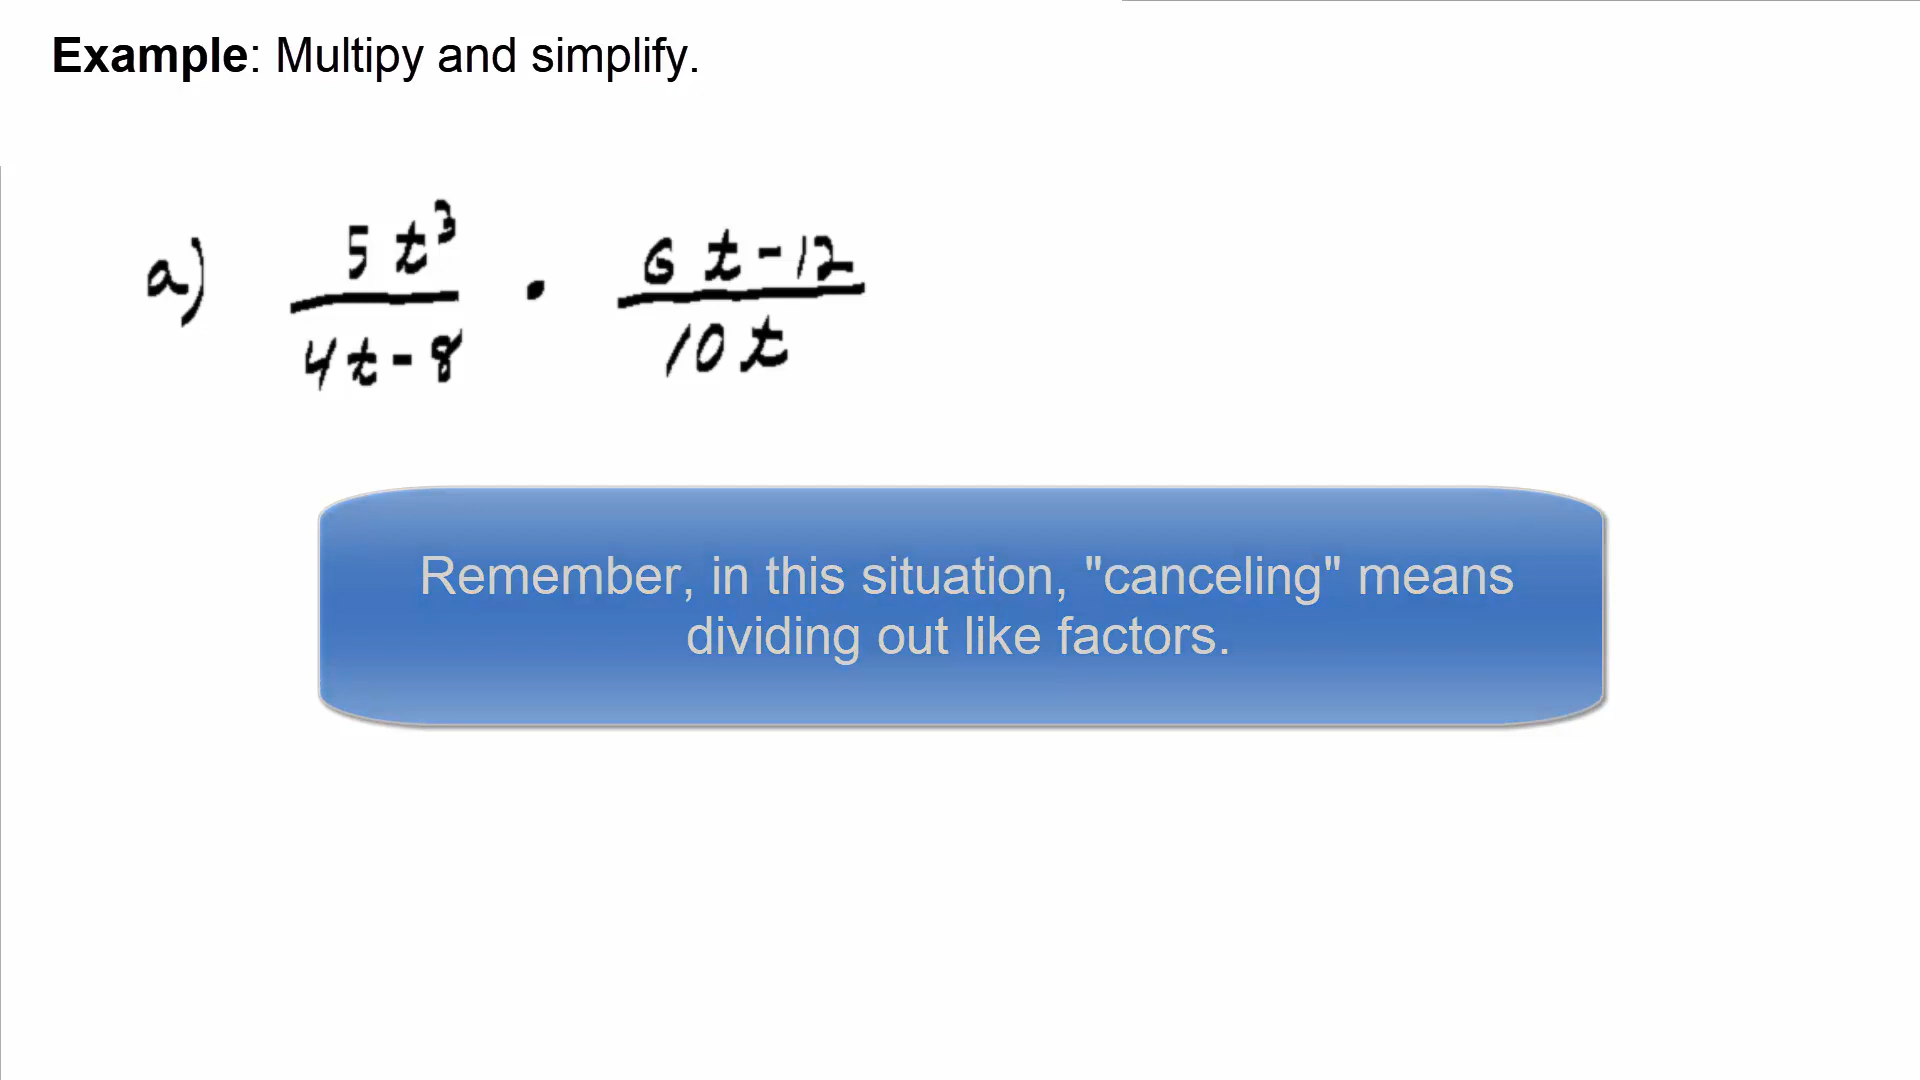 Example: Multipy and simplify.
a) 5t³/4t-8 · 6t-12/10t
Remember, in this situation, "canceling" means
dividing out like factors.